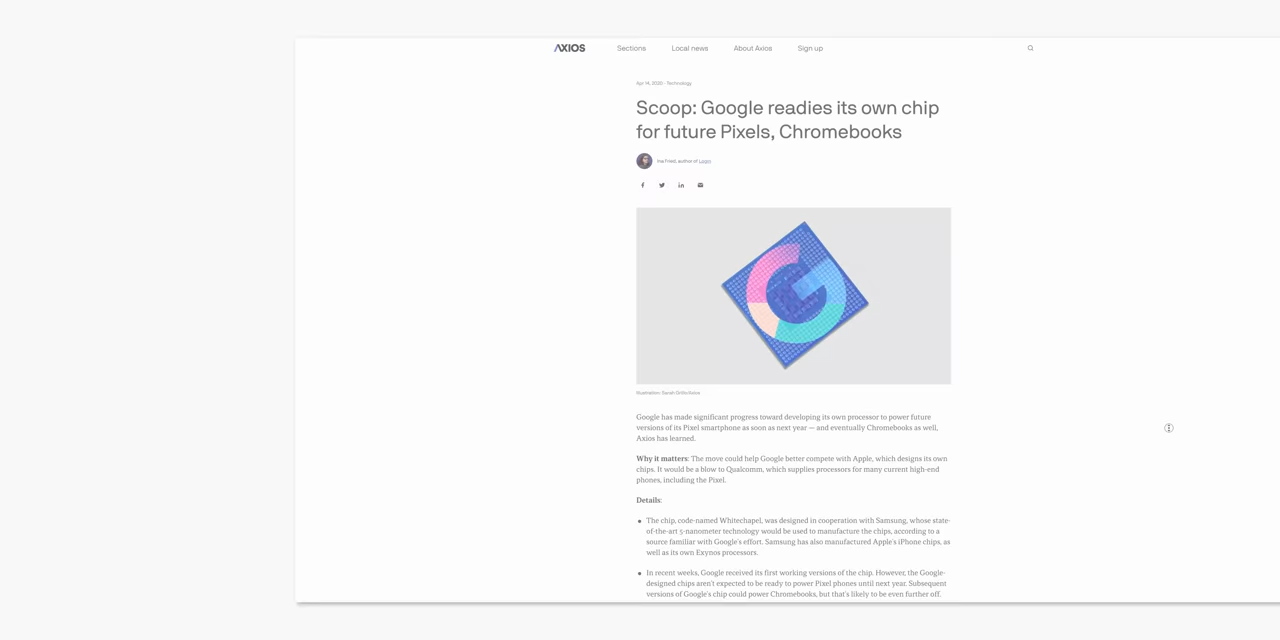 AXIOS Sections Local news About Axios Sign up
Apr 14, 2020 - Technology
Scoop: Google readies its own chip
for future Pixels, Chromebooks
Ina Fried, author of Login
Illustration: Sarah Grillo/Axios
Google has made significant progress toward developing its own processor to power future
versions of its Pixel smartphone as soon as next year — and eventually Chromebooks as well,
Axios has learned.
Why it matters: The move could help Google better compete with Apple, which designs its own
chips. It would be a blow to Qualcomm, which supplies processors for many current high-end
phones, including the Pixel.
Details:
• The chip, code-named Whitechapel, was designed in cooperation with Samsung, whose state-
of-the-art 5-nanometer technology would be used to manufacture the chips, according to a
source familiar with Google's effort. Samsung has also manufactured Apple's iPhone chips, as
well as its own Exynos processors.
• In recent weeks, Google received its first working versions of the chip. However, the Google-
designed chips aren't expected to be ready to power Pixel phones until next year. Subsequent
versions of Google's chip could power Chromebooks, but that's likely to be even further off.